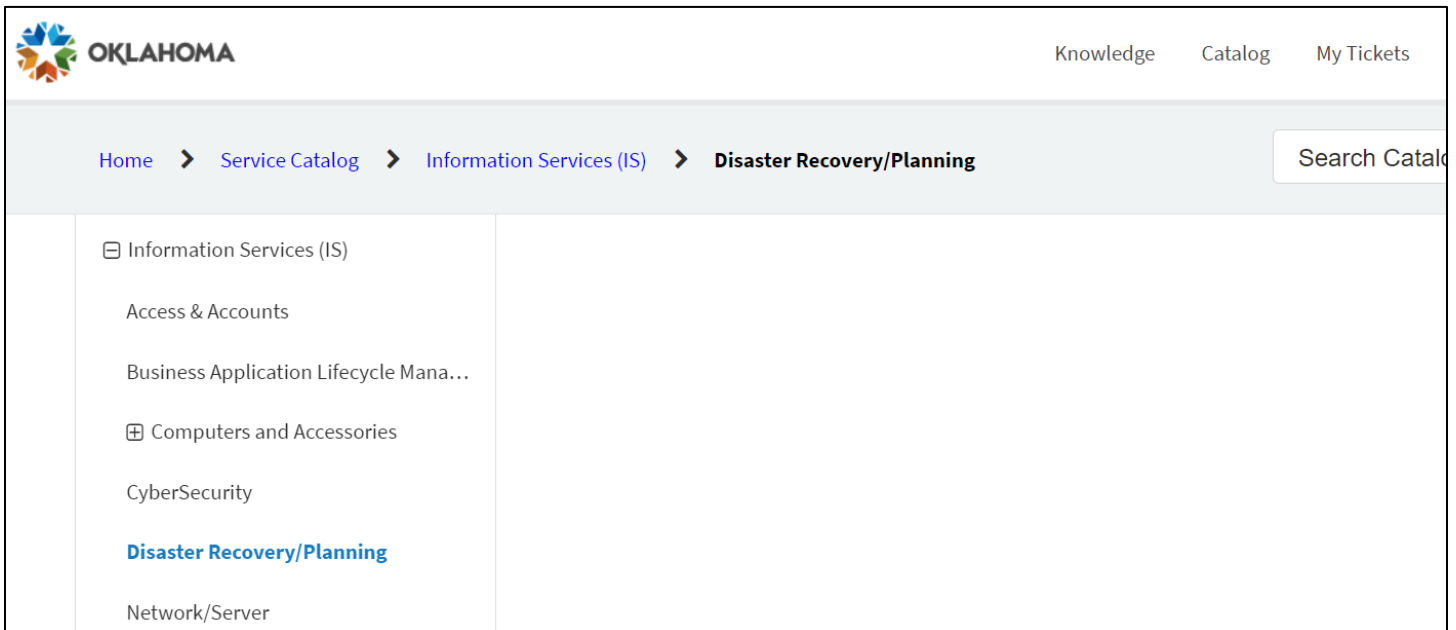 OKLAHOMA
Knowledge Catalog My Tickets
Home > Service Catalog > Information Services (IS) > Disaster Recovery/Planning
Search Catalo
Information Services (IS)
Access & Accounts
Business Application Lifecycle Mana…
Computers and Accessories
CyberSecurity
Disaster Recovery/Planning
Network/Server